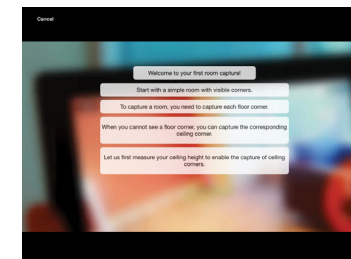 Cancel
Welcome to your first room capture!
Start with a simple room with visible corners.
To capture a room, you need to capture each floor corner.
When you cannot see a floor corner, you can capture the corresponding
ceiling corner.
Let us first measure your ceiling height to enable the capture of ceiling
corners.